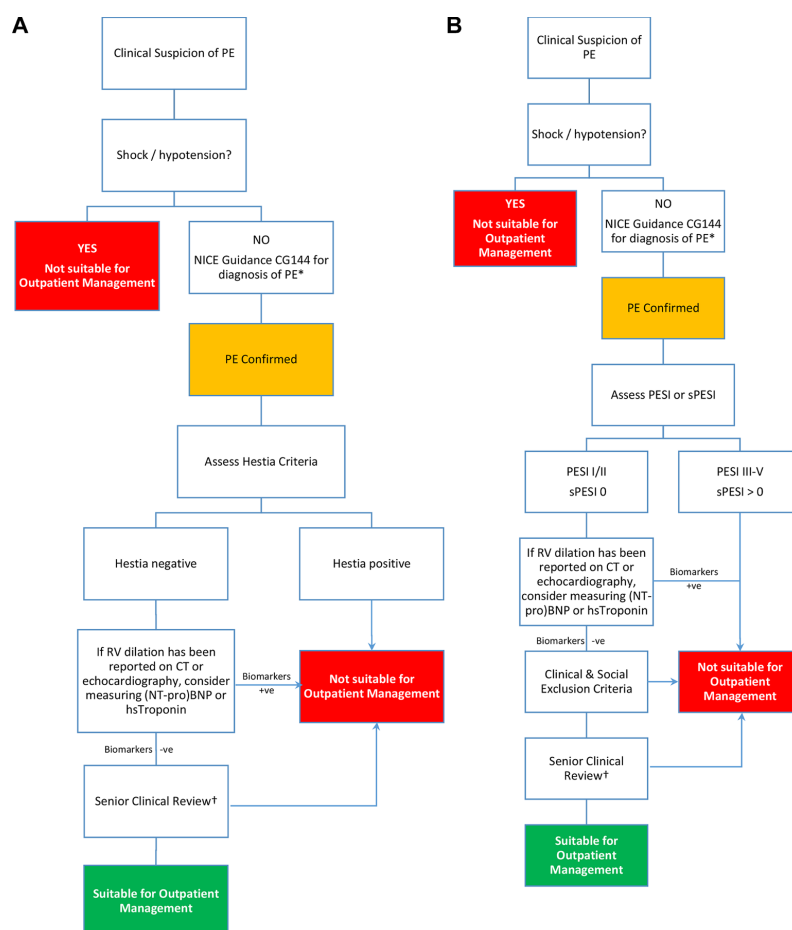 A
Clinical Suspicion of PE
Shock / hypotension?
YES
Not suitable for
Outpatient Management
NO
NICE Guidance CG144 for
diagnosis of PE*
PE Confirmed
Assess Hestia Criteria
Hestia negative
Hestia positive
If RV dilation has been
reported on CT or
echocardiography, consider
measuring (NT-pro)BNP or
hsTroponin
Biomarkers
+ve
Not suitable for
Outpatient Management
Biomarkers -ve
Senior Clinical Review†
Suitable for Outpatient
Management
B
Clinical Suspicion of
PE
Shock / hypotension?
YES
Not suitable for
Outpatient
Management
NO
NICE Guidance CG144
for diagnosis of PE*
PE Confirmed
Assess PESI or sPESI
PESI I/II
sPESI 0
PESI III-V
sPESI > 0
If RV dilation has been
reported on CT or
echocardiography,
consider measuring (NT-
pro)BNP or hsTroponin
Biomarkers
+ve
Biomarkers -ve
Clinical & Social
Exclusion Criteria
Not suitable for
Outpatient
Management
Senior Clinical
Review†
Suitable for
Outpatient
Management